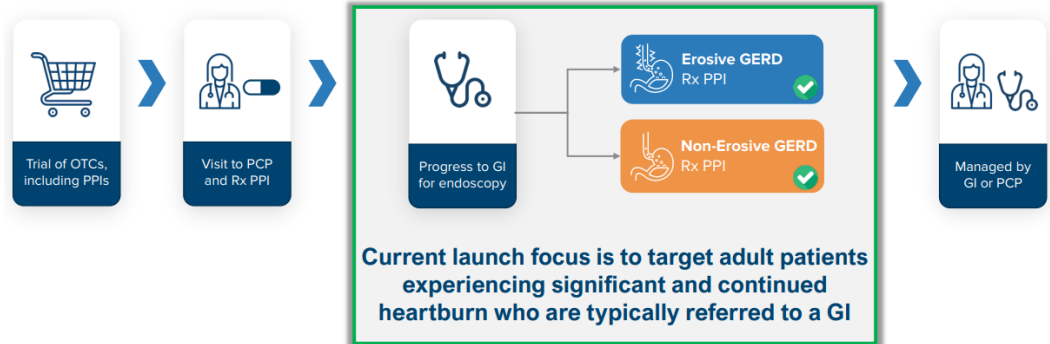 Trial of OTCs,
including PPIs
Visit to PCP
and Rx PPI
Progress to GI
for endoscopy
Erosive GERD
Rx PPI
Non-Erosive GERD
Rx PPI
Managed by
GI or PCP
Current launch focus is to target adult patients
experiencing significant and continued
heartburn who are typically referred to a GI